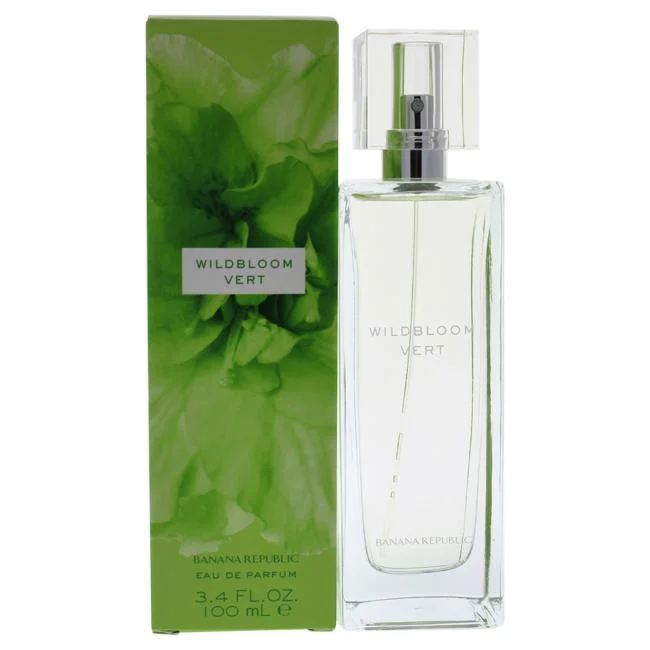 WILDBLOOM
VERT
BANANA REPUBLIC
EAU DE PARFUM
3.4 FL.OZ.
100 mL ℮
WILDBLOOM
VERT
BANANA REPUBLIC